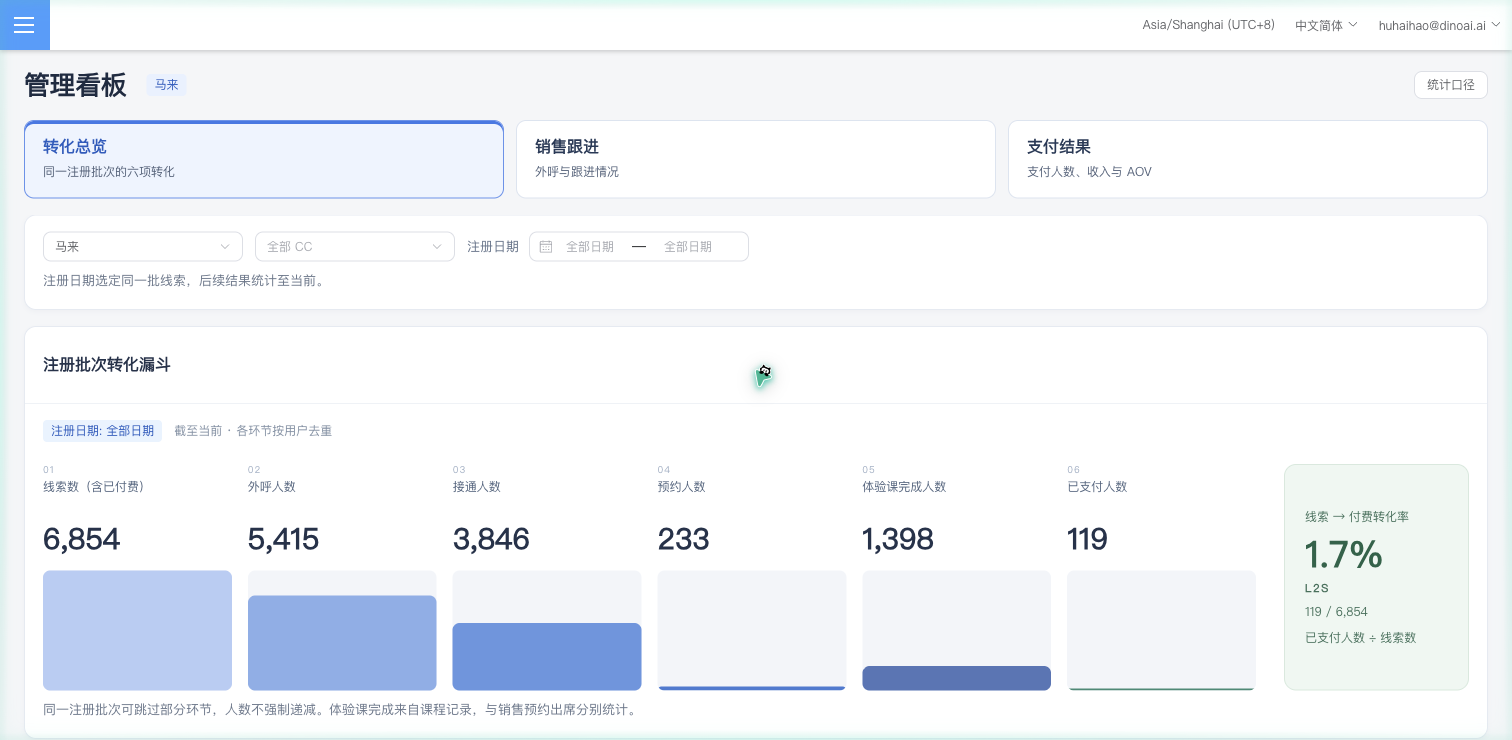 Asia/Shanghai (UTC+8) 中文简体 huhaihao@dinoai.ai
管理看板 马来 统计口径
转化总览
同一注册批次的六项转化
销售跟进
外呼与跟进情况
支付结果
支付人数、收入与 AOV
马来 全部 CC 注册日期 全部日期 — 全部日期
注册日期选定同一批线索，后续结果统计至当前。
注册批次转化漏斗
注册日期: 全部日期 截至当前 · 各环节按用户去重
01
线索数（含已付费）
6,854
02
外呼人数
5,415
03
接通人数
3,846
04
预约人数
233
05
体验课完成人数
1,398
06
已支付人数
119
线索 → 付费转化率
1.7%
L2S
119 / 6,854
已支付人数 ÷ 线索数
同一注册批次可跳过部分环节，人数不强制递减。体验课完成来自课程记录，与销售预约出席分别统计。